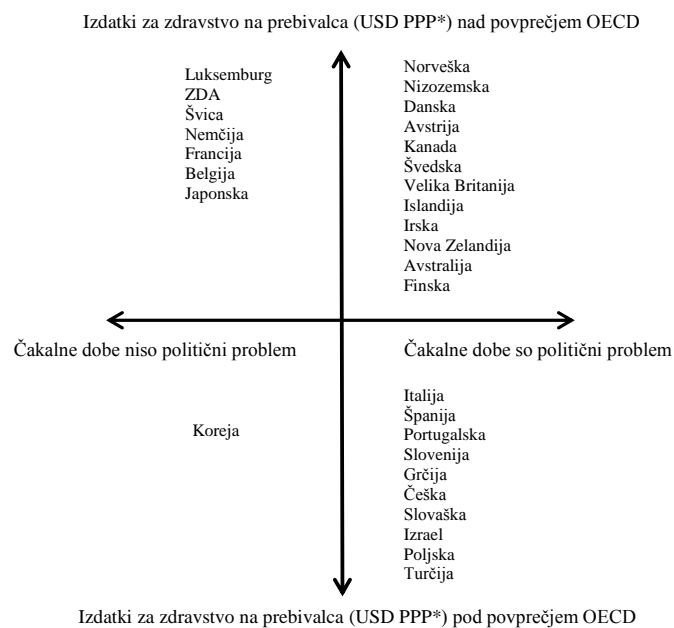 Izdatki za zdravstvo na prebivalca (USD PPP*) nad povprečjem OECD
Luksemburg
ZDA
Švica
Nemčija
Francija
Belgija
Japonska
Norveška
Nizozemska
Danska
Avstrija
Kanada
Švedska
Velika Britanija
Islandija
Irska
Nova Zelandija
Avstralija
Finska
Čakalne dobe niso politični problem
Čakalne dobe so politični problem
Koreja
Italija
Španija
Portugalska
Slovenija
Grčija
Češka
Slovaška
Izrael
Poljska
Turčija
Izdatki za zdravstvo na prebivalca (USD PPP*) pod povprečjem OECD